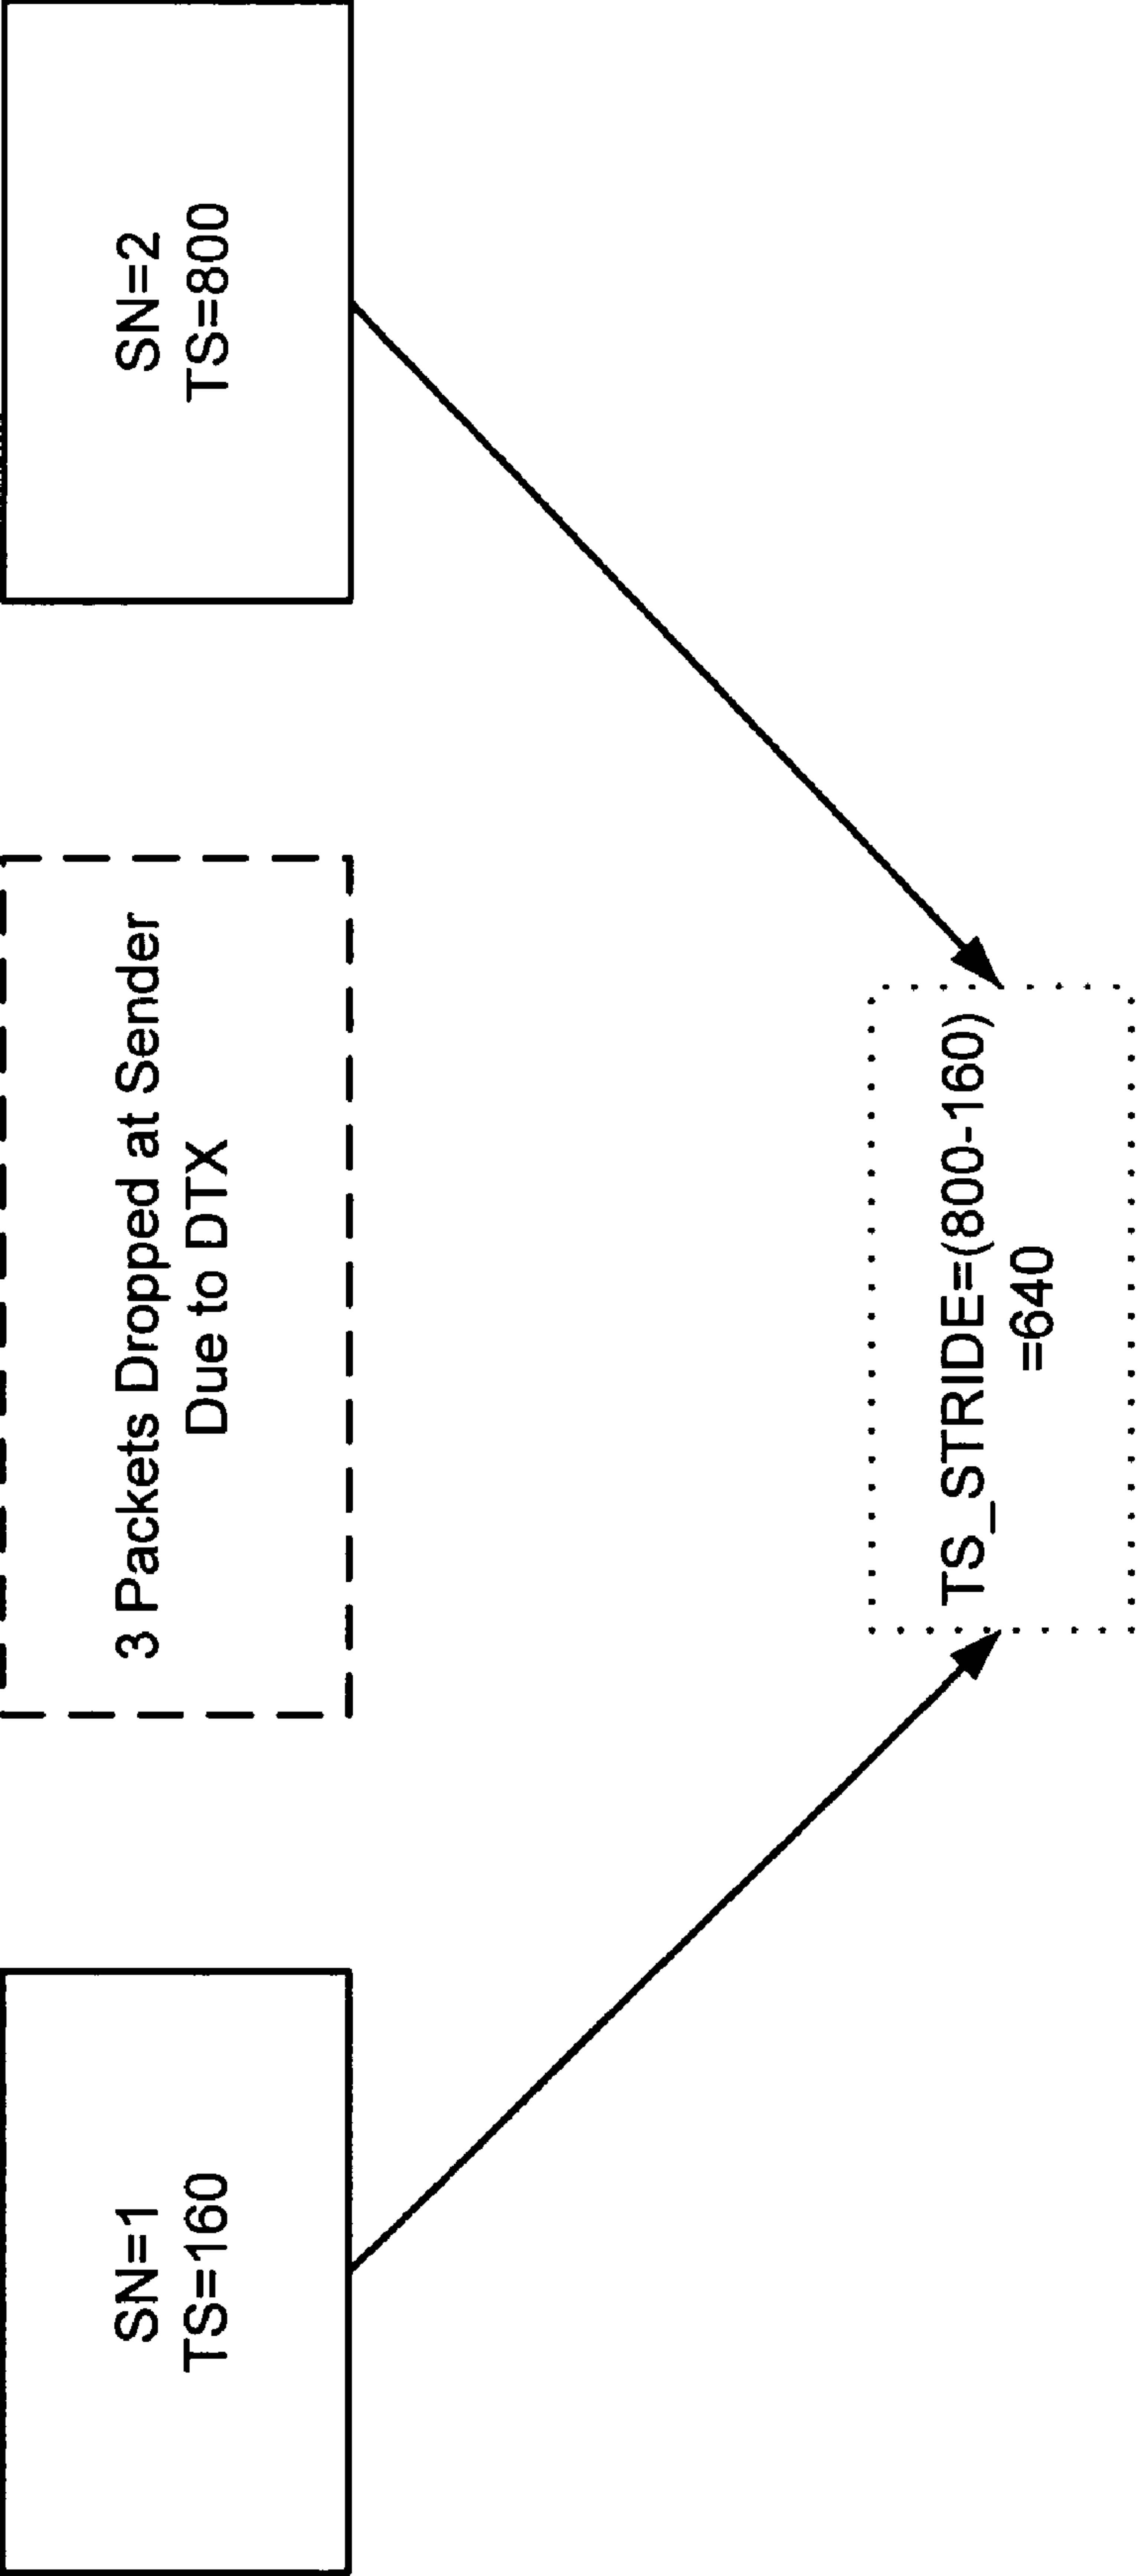 SN=1
TS=160
3 Packets Dropped at Sender
Due to DTX
SN=2
TS=800
TS_STRIDE=(800-160)
=640